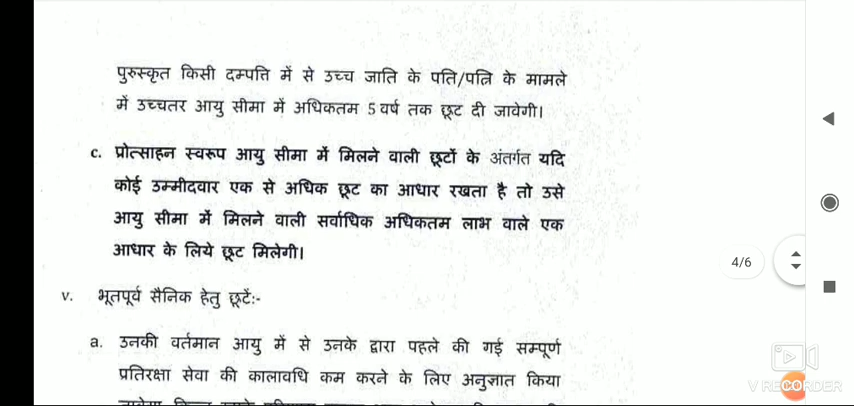 पुरुस्कृत किसी दम्पत्ति में से उच्च जाति के पति/पत्नि के मामले
में उच्चतर आयु सीमा में अधिकतम 5 वर्ष तक छूट दी जावेगी।
c. प्रोत्साहन स्वरूप आयु सीमा में मिलने वाली छूटों के अंतर्गत यदि
कोई उम्मीदवार एक से अधिक छूट का आधार रखता है तो उसे
आयु सीमा में मिलने वाली सर्वाधिक अधिकतम लाभ वाले एक
आधार के लिये छूट मिलेगी।
4/6
v. भूतपूर्व सैनिक हेतु छूटें:-
a. उनकी वर्तमान आयु में से उनके द्वारा पहले की गई सम्पूर्ण
प्रतिरक्षा सेवा की कालावधि कम करने के लिए अनुज्ञात किया
V RECORDER